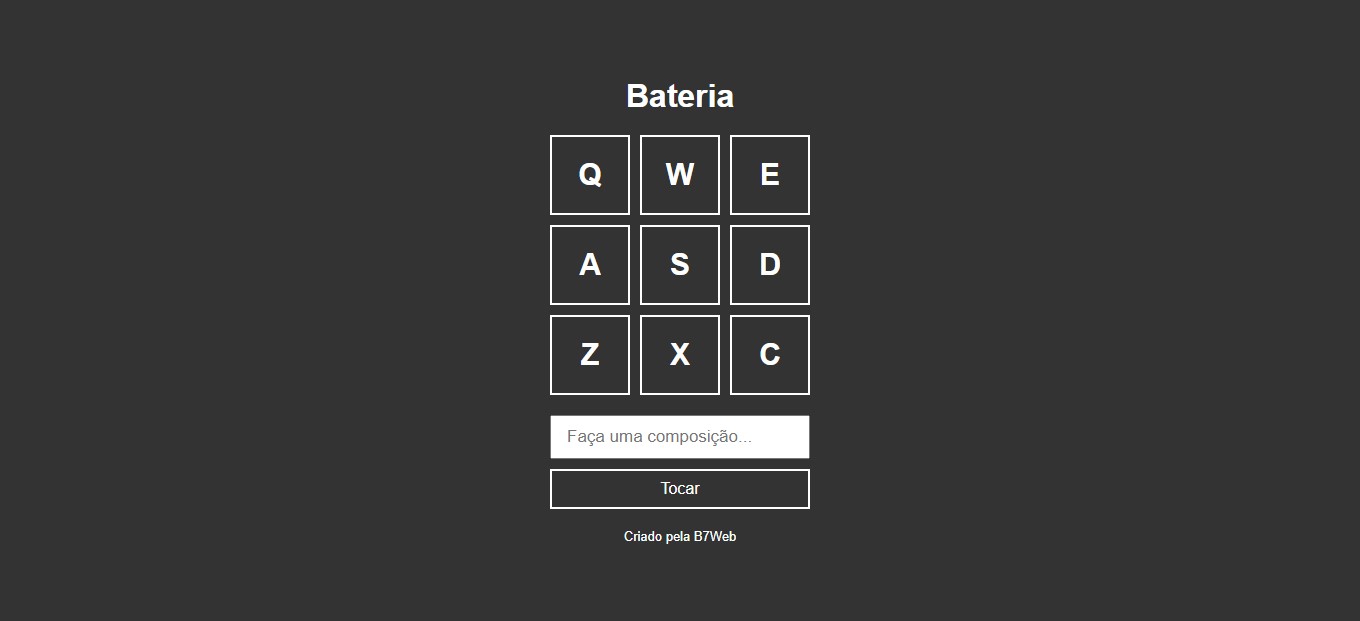 Bateria
Q W E
A S D
Z X C
Faça uma composição...
Tocar
Criado pela B7Web